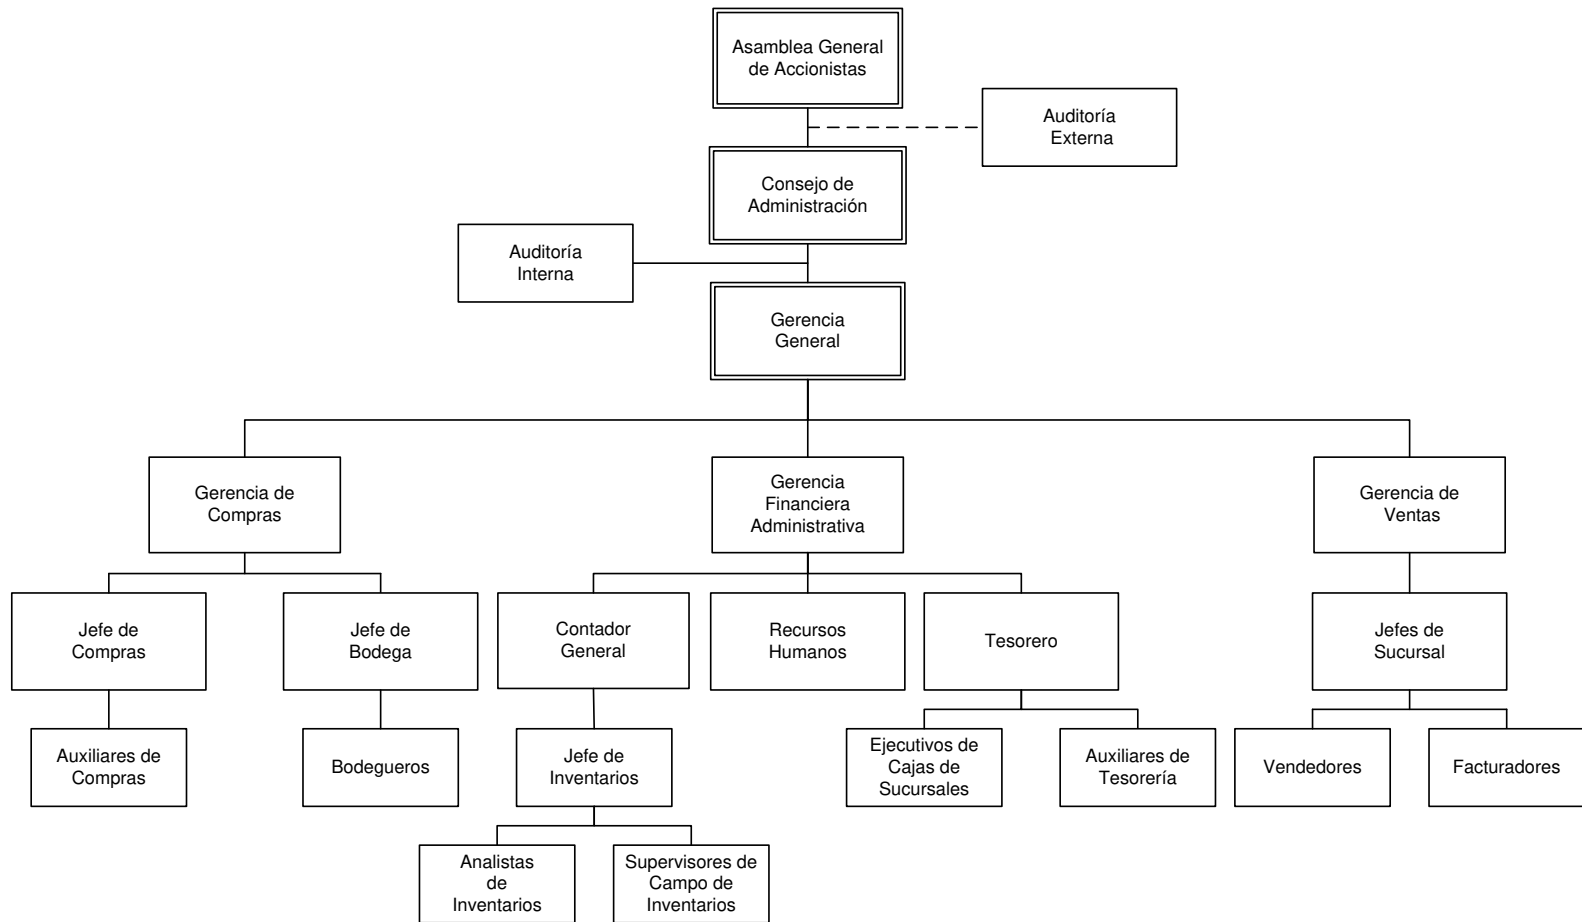 Asamblea General
de Accionistas
Auditoría
Externa
Consejo de
Administración
Auditoría
Interna
Gerencia
General
Gerencia de
Compras
Gerencia
Financiera
Administrativa
Gerencia de
Ventas
Jefe de
Compras
Jefe de
Bodega
Contador
General
Recursos
Humanos
Tesorero
Jefes de
Sucursal
Auxiliares de
Compras
Bodegueros
Jefe de
Inventarios
Ejecutivos de
Cajas de
Sucursales
Auxiliares de
Tesorería
Vendedores
Facturadores
Analistas
de
Inventarios
Supervisores de
Campo de
Inventarios